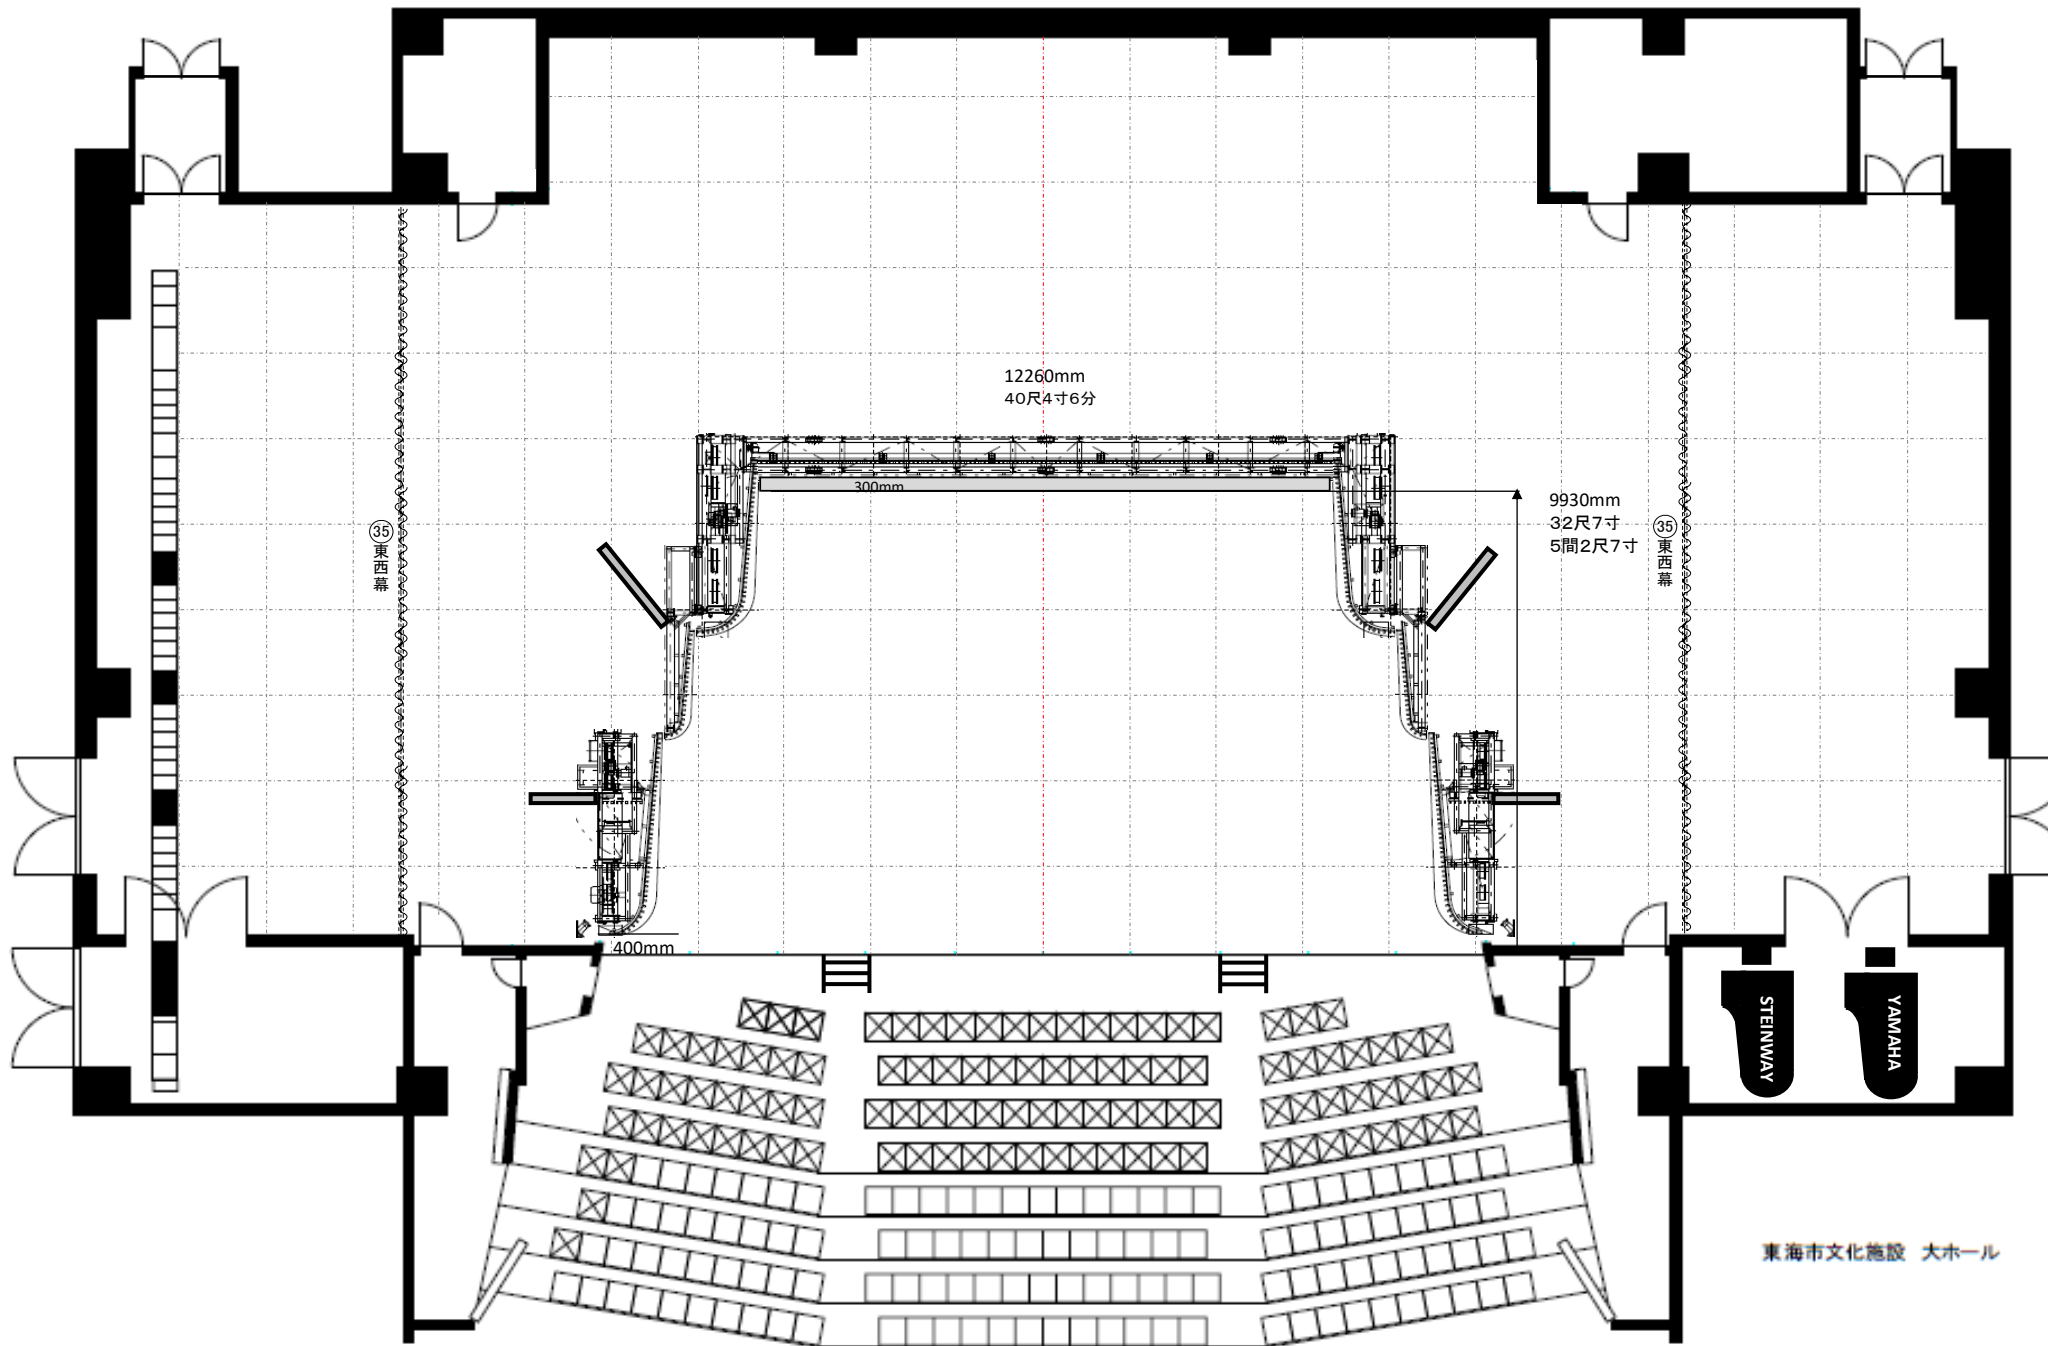 12260mm
40尺4寸6分
300mm
9930mm
32尺7寸
5間2尺7寸
㉟
東西幕
㉟
東西幕
400mm
STEINWAY
YAMAHA
東海市文化施設　大ホール